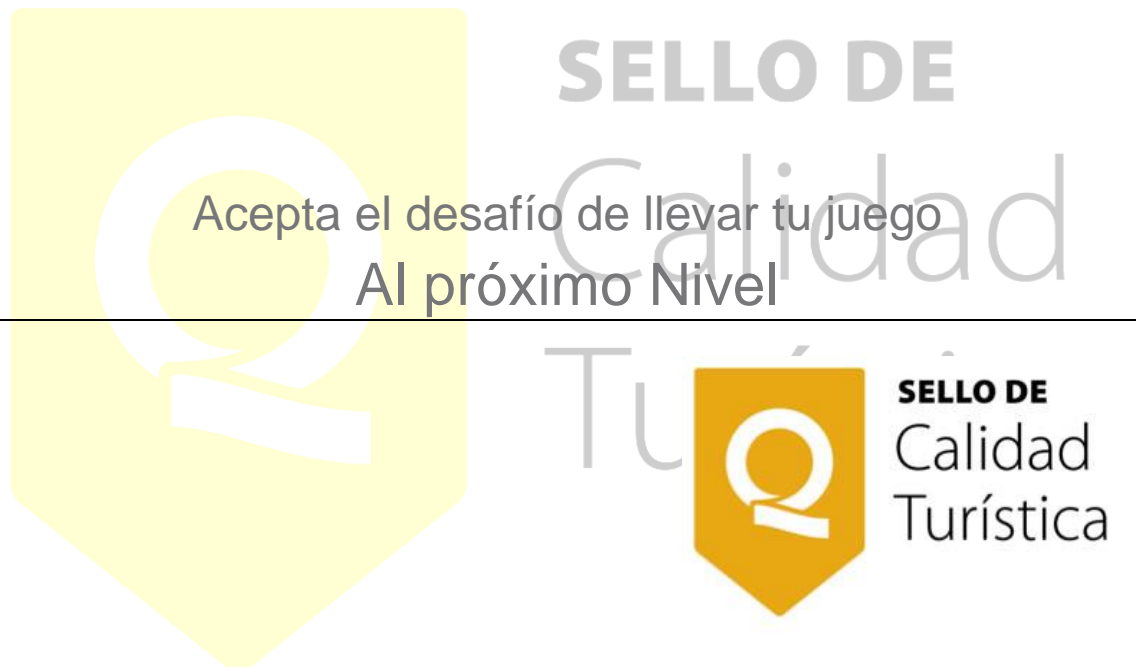 SELLO DE
Calidad
Acepta el desafío de llevar tu juego
Al próximo Nivel
SELLO DE
Calidad
Turística